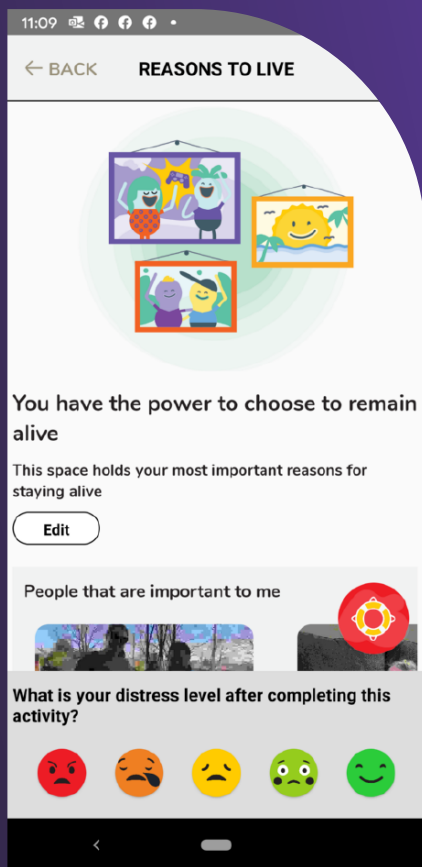 11:09
← BACK REASONS TO LIVE
You have the power to choose to remain
alive
This space holds your most important reasons for
staying alive
Edit
People that are important to me
What is your distress level after completing this
activity?